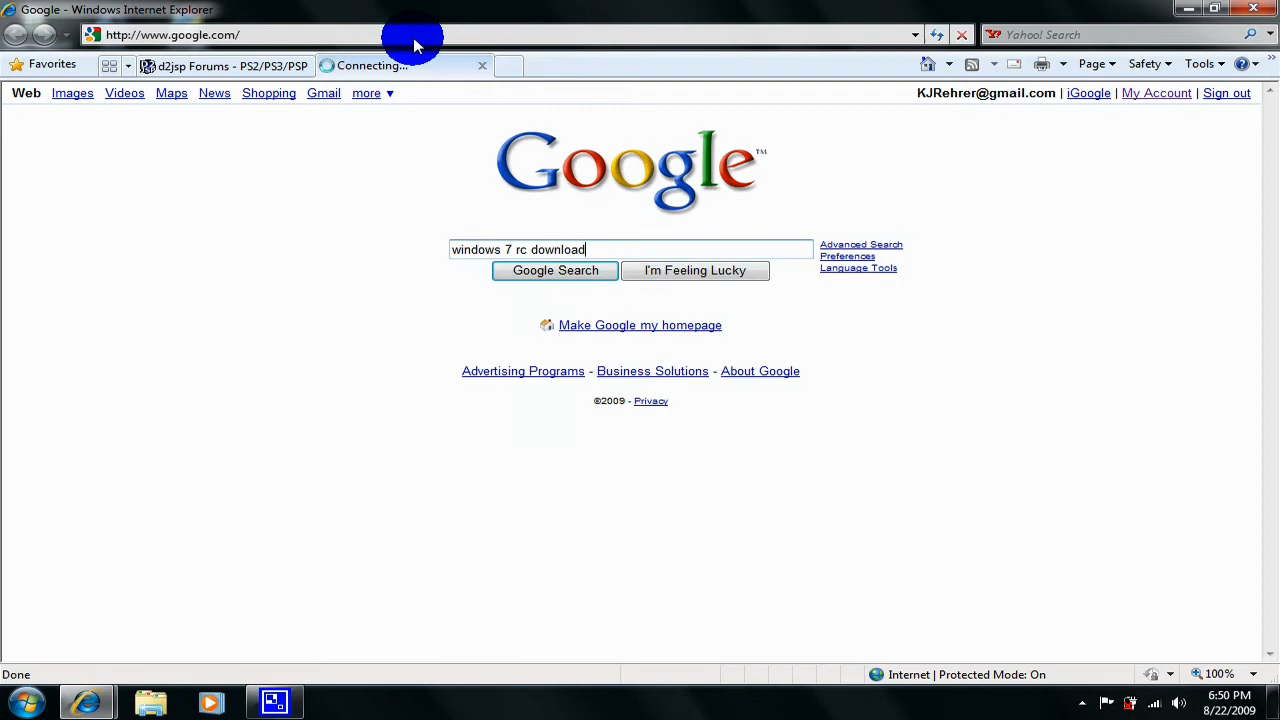 Google - Windows Internet Explorer
http://www.google.com/
Yahoo! Search
Favorites
d2jsp Forums - PS2/PS3/PSP
Connecting...
Page
Safety
Tools
Web Images Videos Maps News Shopping Gmail more ▼
KJRehrer@gmail.com | iGoogle | My Account | Sign out
Google™
windows 7 rc download
Advanced Search
Preferences
Language Tools
Google Search
I'm Feeling Lucky
Make Google my homepage
Advertising Programs - Business Solutions - About Google
©2009 - Privacy
Done
Internet | Protected Mode: On
100%
6:50 PM
8/22/2009